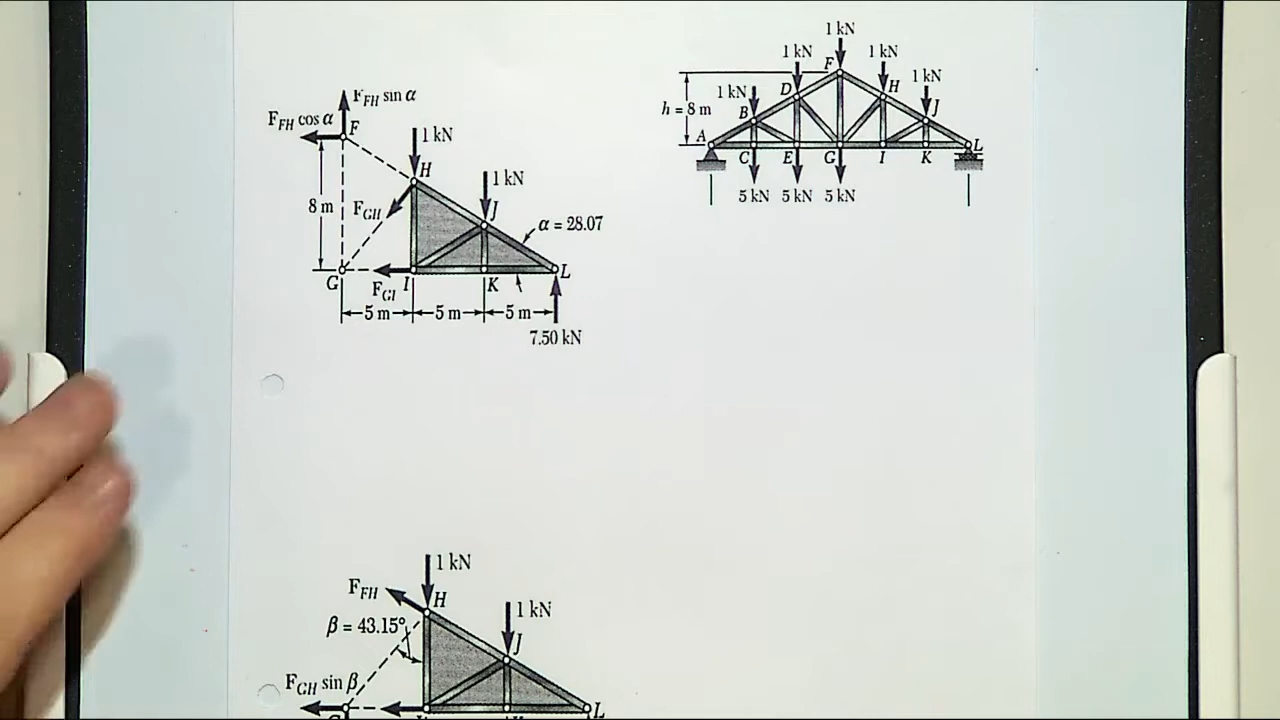 F_FH sin α
F_FH cos α
F
1 kN
H
1 kN
8 m
F_GH
J
α = 28.07
G
F_GI
I
K
L
5 m
5 m
5 m
7.50 kN
1 kN
1 kN
1 kN
F
D
H
1 kN
1 kN
h = 8 m
B
J
A
L
C
E
G
I
K
5 kN
5 kN
5 kN
1 kN
F_FH
H
1 kN
β = 43.15°
J
F_GH sin β
L